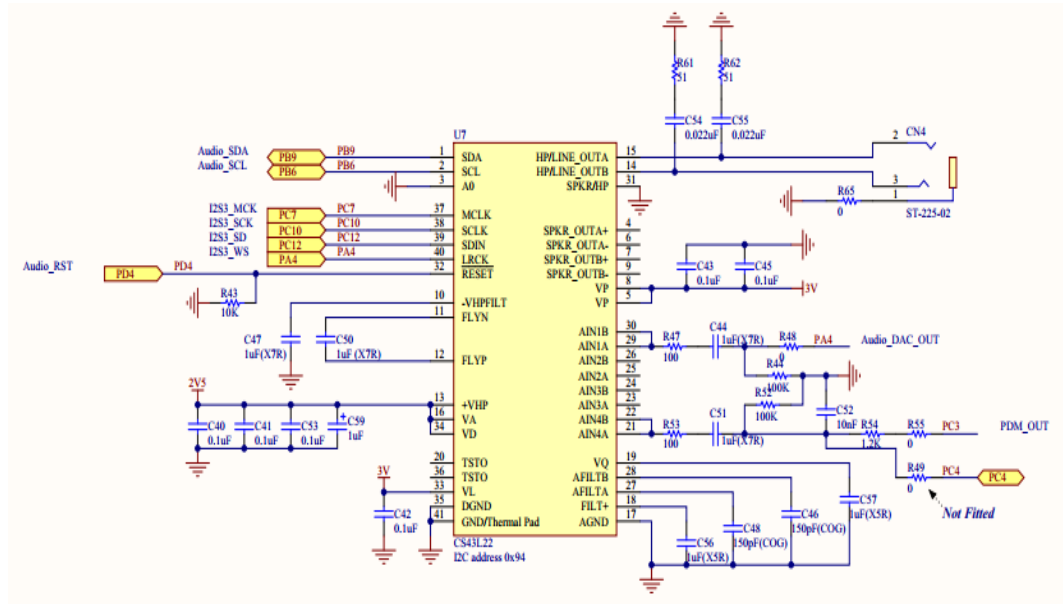 R61
51
R62
51
C54
0.022uF
C55
0.022uF
U7
CN4
2
3
1
ST-225-02
R65
0
Audio_SDA
PB9
PB9
1
SDA
Audio_SCL
PB6
PB6
2
SCL
3
A0
I2S3_MCK
PC7
PC7
37
MCLK
I2S3_SCK
PC10
PC10
38
SCLK
I2S3_SD
PC12
PC12
39
SDIN
I2S3_WS
PA4
PA4
40
LRCK
Audio_RST
PD4
PD4
32
RESET
R43
10K
10
-VHPFILT
11
FLYN
12
FLYP
C47
1uF(X7R)
C50
1uF(X7R)
2V5
13
+VHP
16
VA
34
VD
C40
0.1uF
C41
0.1uF
C53
0.1uF
+
C59
1uF
20
TSTO
36
TSTO
3V
33
VL
35
DGND
41
GND/Thermal Pad
C42
0.1uF
CS43L22
I2C address 0x94
HP/LINE_OUTA
15
HP/LINE_OUTB
14
SPKR/HP
31
SPKR_OUTA+
4
SPKR_OUTA-
6
SPKR_OUTB+
7
SPKR_OUTB-
9
VP
8
VP
5
C43
0.1uF
C45
0.1uF
3V
AIN1B
30
AIN1A
29
AIN2B
26
AIN2A
25
AIN3B
24
AIN3A
23
AIN4B
22
AIN4A
21
R47
100
C44
1uF(X7R)
R48
0
PA4
Audio_DAC_OUT
R44
100K
R52
100K
C52
10nF
R53
100
C51
1uF(X7R)
R54
1.2K
R55
0
PC3
PDM_OUT
R49
0
PC4
PC4
Not Fitted
VQ
19
AFILTB
28
AFILTA
27
FILT+
18
AGND
17
C57
1uF(X5R)
C46
150pF(COG)
C48
150pF(COG)
C56
1uF(X5R)